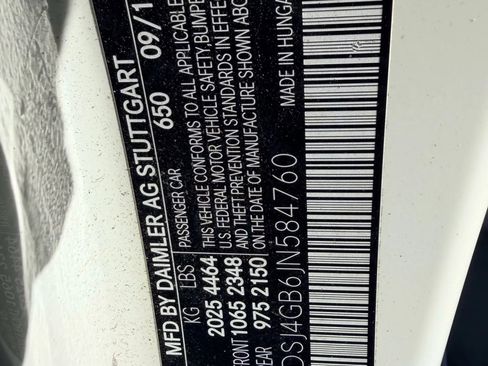 MFD BY DAIMLER AG STUTTGART
650 09/1
KG LBS PASSENGER CAR
2025 4464
FRONT 1065 2348
EAR 975 2150
THIS VEHICLE CONFORMS TO ALL APPLICABLE
U.S. FEDERAL MOTOR VEHICLE SAFETY, BUMPE
AND THEFT PREVENTION STANDARDS IN EFFE
ON THE DATE OF MANUFACTURE SHOWN ABO
DSJ4GB6JN584760 MADE IN HUNGA